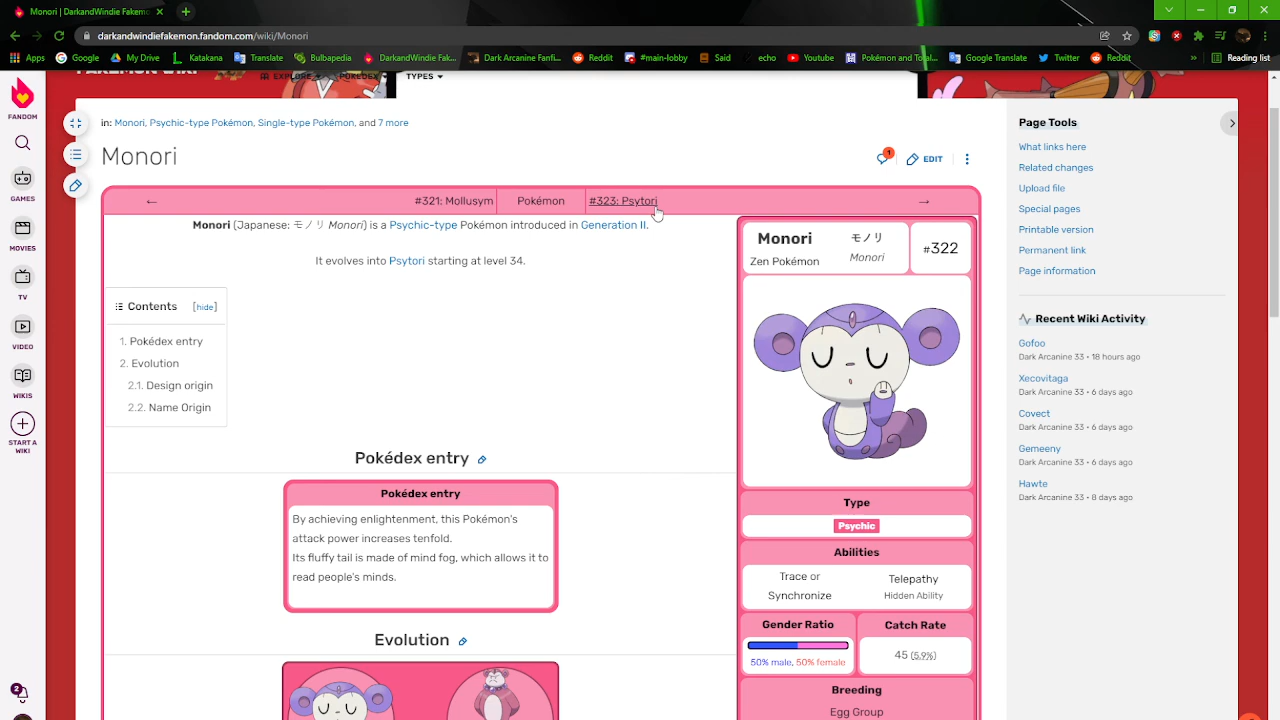 Monori | DarkandWindie Fakem
darkandwindiefakemon.fandom.com/wiki/Monori
Apps Google My Drive Katakana Translate Bulbapedia DarkandWindie Fak... Dark Arcanine Fanli... Reddit #main-lobby Said echo Youtube Pokémon and Total... Google Translate Twitter Reddit » Reading list
EXPLORE POKÉDEX TYPES
FANDOM
GAMES
MOVIES
TV
VIDEO
WIKIS
START A
WIKI
2
in: Monori, Psychic-type Pokémon, Single-type Pokémon, and 7 more
Monori
1 EDIT
← #321: Mollusym Pokémon #323: Psytori →
Monori (Japanese: モノリ Monori) is a Psychic-type Pokémon introduced in Generation II.
It evolves into Psytori starting at level 34.
Contents [hide]
1. Pokédex entry
2. Evolution
2.1. Design origin
2.2. Name Origin
Pokédex entry
Pokédex entry
By achieving enlightenment, this Pokémon's
attack power increases tenfold.
Its fluffy tail is made of mind fog, which allows it to
read people's minds.
Evolution
Monori モノリ #322
Zen Pokémon Monori
Type
Psychic
Abilities
Trace or
Synchronize
Telepathy
Hidden Ability
Gender Ratio
50% male, 50% female
Catch Rate
45 (5.9%)
Breeding
Egg Group
Page Tools
What links here
Related changes
Upload file
Special pages
Printable version
Permanent link
Page information
Recent Wiki Activity
Gofoo
Dark Arcanine 33 • 18 hours ago
Xecovitaga
Dark Arcanine 33 • 6 days ago
Covect
Dark Arcanine 33 • 6 days ago
Gemeeny
Dark Arcanine 33 • 6 days ago
Hawte
Dark Arcanine 33 • 8 days ago